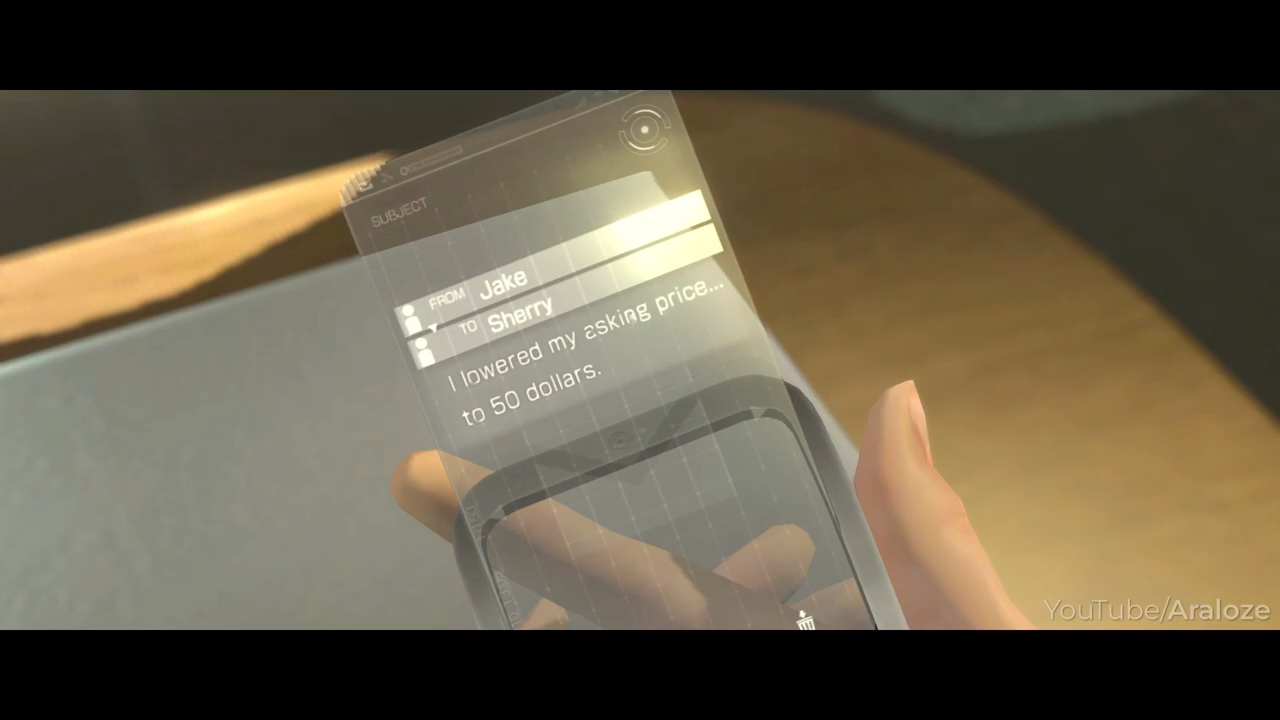 SUBJECT
FROM Jake
TO Sherry
I lowered my asking price...
to 50 dollars.
YouTube/Araloze